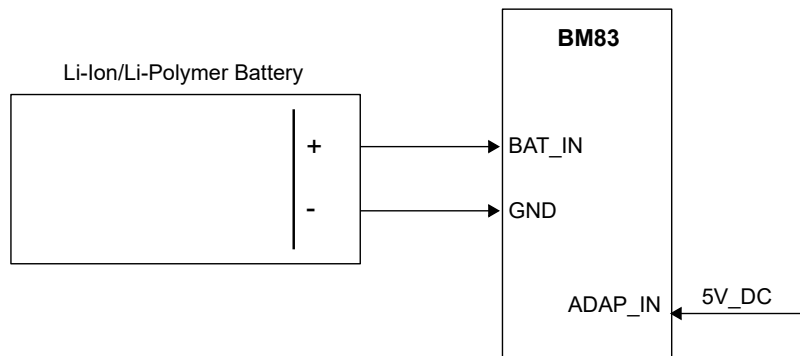 BM83
Li-Ion/Li-Polymer Battery
+
BAT_IN
-
GND
ADAP_IN
5V_DC